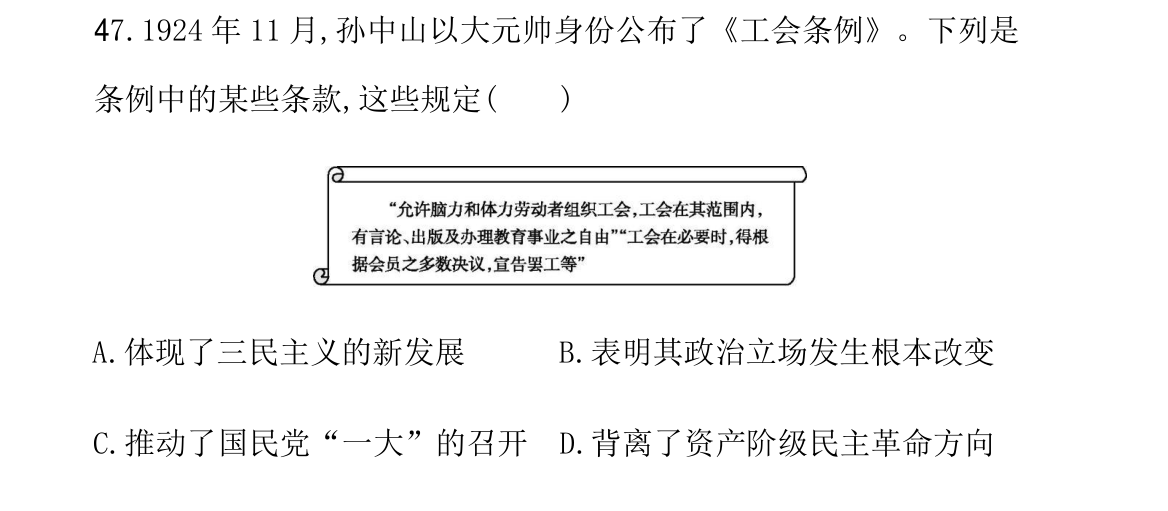 47.1924年11月,孙中山以大元帅身份公布了《工会条例》。下列是
条例中的某些条款,这些规定(　　)
“允许脑力和体力劳动者组织工会,工会在其范围内,
有言论、出版及办理教育事业之自由”“工会在必要时,得根
据会员之多数决议,宣告罢工等”
A.体现了三民主义的新发展　　B.表明其政治立场发生根本改变
C.推动了国民党“一大”的召开　D.背离了资产阶级民主革命方向